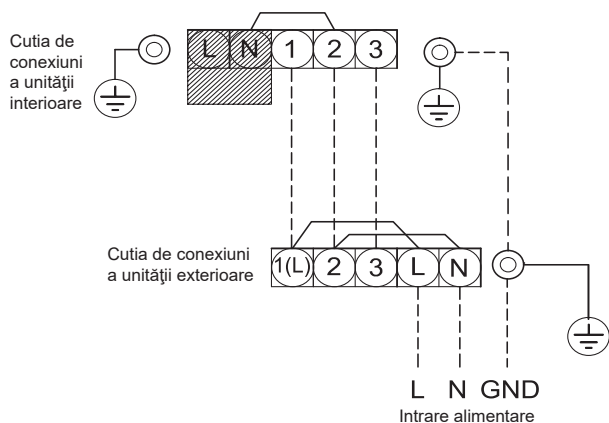 Cutia de
conexiuni
a unităţii
interioare
L N 1 2 3
Cutia de conexiuni
a unităţii exterioare
1(L) 2 3 L N
L N GND
Intrare alimentare